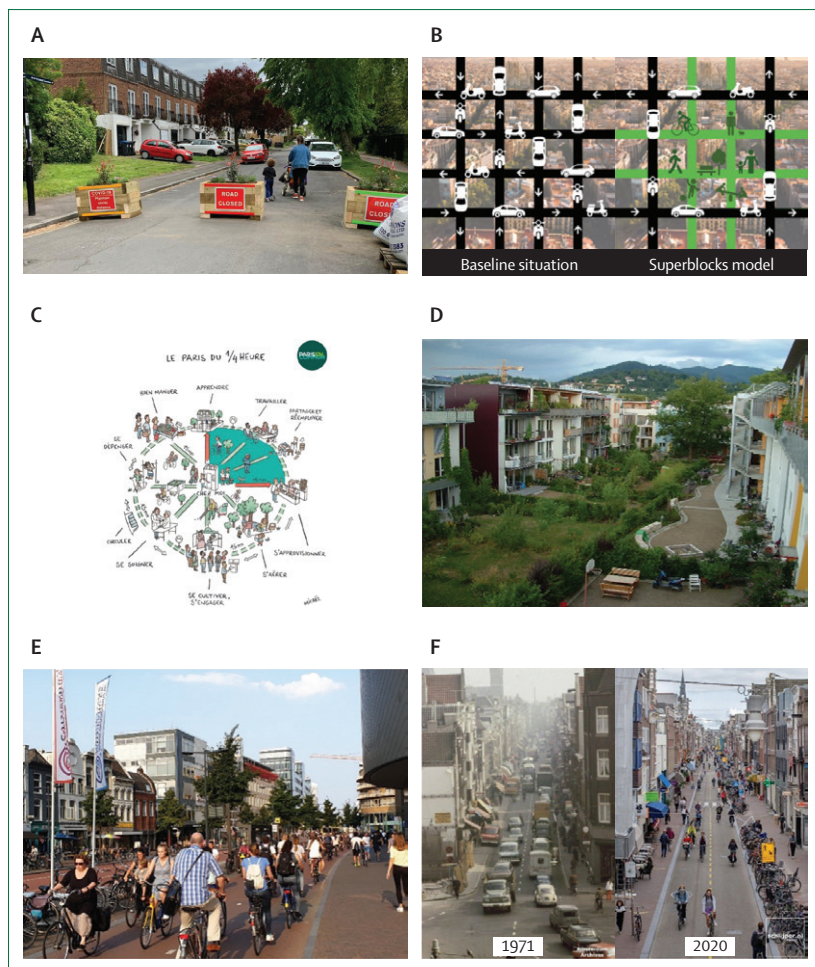 A
ROAD
CLOSED
ROAD
B
Baseline situation
Superblocks model
C
LE PARIS DU 1/4 HEURE
BIEN MANGER
APPRENDRE
TRAVAILLER
PARTAGER ET
RÉEMPLOYER
SE
DÉPENSER
CIRCULER
SE SOIGNER
S'APPROVISIONNER
S'AÉRER
SE CULTIVER,
S'ENGAGER
D
E
F
1971
2020